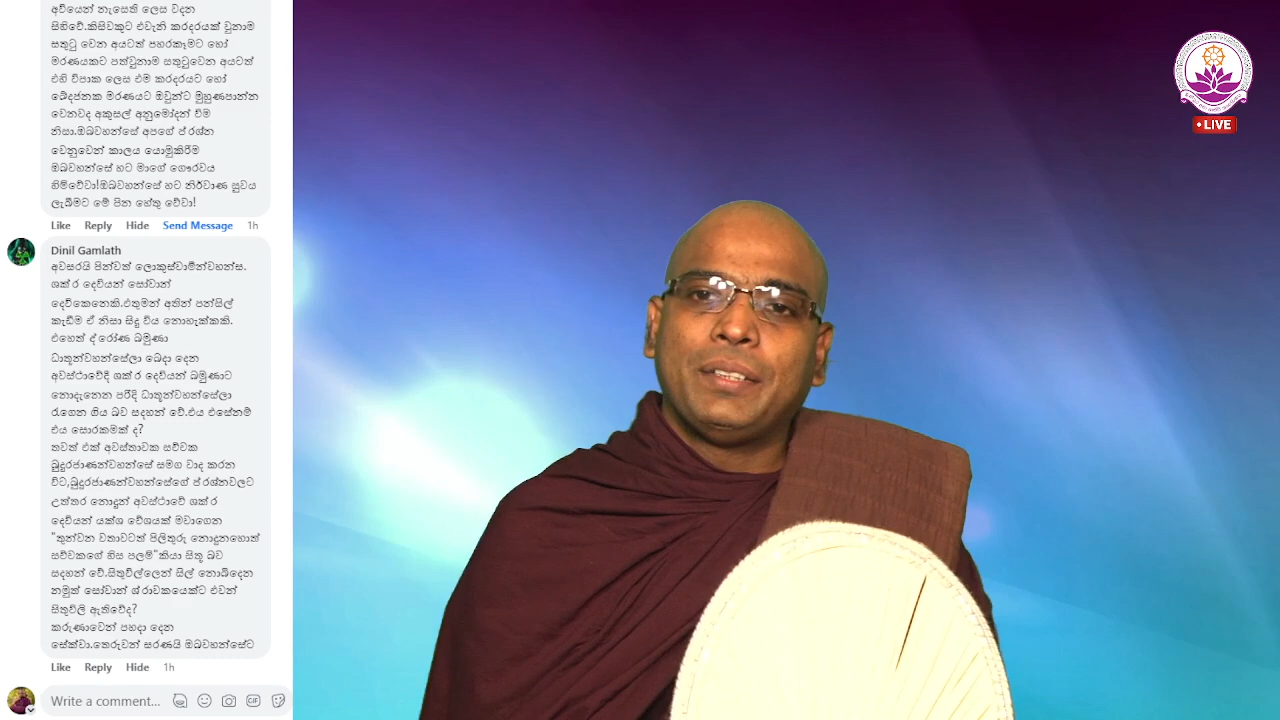 අවියෙන් නැසෙති ලෙස වදන
සිහිවේ.කිසිවකුට එවැනි කරදරයක් වුනාම
සතුටු වෙන අයටත් පහරකෑමට හෝ
මරණයකට පත්වුනාම සතුටුවෙන අයටත්
එහි විපාක ලෙස එම කරදරයට හෝ
ඛේදජනක මරණයට ඔවුන්ට මුහුණපාන්න
වෙනවද අකුසල් අනුමෝදන් වීම
නිසා.ඔබවහන්සේ අපගේ ප්‍රශ්න
වෙනුවෙන් කාලය යොමුකිරීම
ඔබවහන්සේ හට මාගේ ගෞරවය
හිමිවේවා!ඔබවහන්සේ හට නිර්වාණ සුවය
ලැබීමට මේ පින හේතු වේවා!
Like Reply Hide Send Message 1h
Dinil Gamlath
අවසරයි පින්වත් ලොකුස්වාමීන්වහන්ස.
ශක්‍ර දෙවියන් සෝවාන්
දෙවිකෙනෙකි.එතුමන් අතින් පන්සිල්
කැඩීම ඒ නිසා සිදු විය නොහැක්කකි.
එහෙත් ද්‍රෝණ බමුණා
ධාතූන්වහන්සේලා බෙදා දෙන
අවස්ථාවේදී ශක්‍ර දෙවියන් බමුණාට
නොදැනෙන පරිදි ධාතූන්වහන්සේලා
රැගෙන ගිය බව සදහන් වේ.එය එසේනම්
එය සොරකමක් ද?
තවත් එක් අවස්තාවක සච්චක
බුදුරජාණන්වහන්සේ සමග වාද කරන
විට,බුදුරජාණන්වහන්සේගේ ප්‍රශ්නවලට
උත්තර නොදුන් අවස්ථාවේ ශක්‍ර
දෙවියන් යක්ශ වේශයක් මවාගෙන
"තුන්වන වතාවටත් පිලිතුරු නොදුනහොත්
සච්චකගේ හිස පලමි"කියා සිතූ බව
සදහන් වේ.සිතුවිල්ලෙන් සිල් නොබිදෙන
නමුත් සෝවාන් ශ්‍රාවකයෙක්ට එවන්
සිතුවිලි ඇතිවේද?
කරුණාවෙන් පහදා දෙන
සේක්වා.තෙරුවන් සරණයි ඔබවහන්සේට
Like Reply Hide 1h
Write a comment...
GIF
LIVE